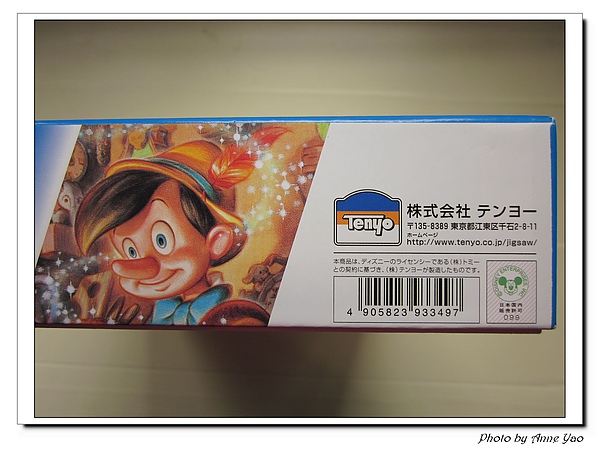 Tenyo
株式会社 テンヨー
〒135-8389 東京都江東区千石2-8-11
ホームページ
http://www.tenyo.co.jp/jigsaw/
本商品は、ディズニーのライセンシーである(株)トミー
との契約に基づき、(株)テンヨーが製造したものです。
4 905823 933497
日本国内
販売許可
099
Photo by Anne Yao